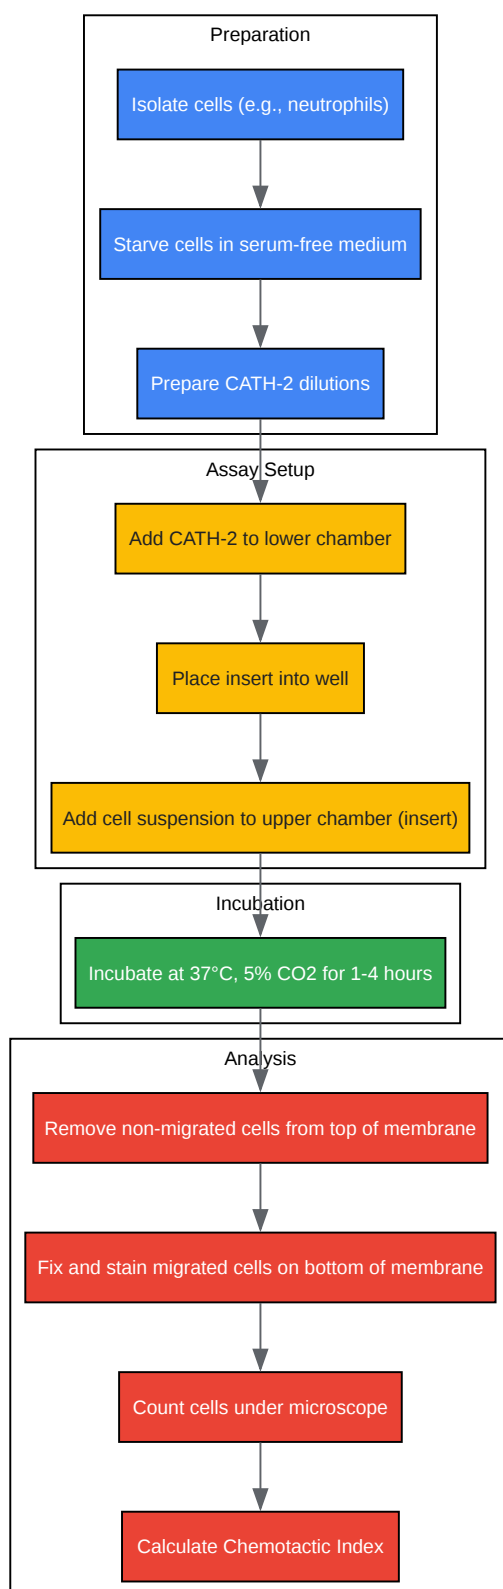 Preparation
Isolate cells (e.g., neutrophils)
Starve cells in serum-free medium
Prepare CATH-2 dilutions
Assay Setup
Add CATH-2 to lower chamber
Place insert into well
Add cell suspension to upper chamber (insert)
Incubation
Incubate at 37°C, 5% CO2 for 1-4 hours
Analysis
Remove non-migrated cells from top of membrane
Fix and stain migrated cells on bottom of membrane
Count cells under microscope
Calculate Chemotactic Index